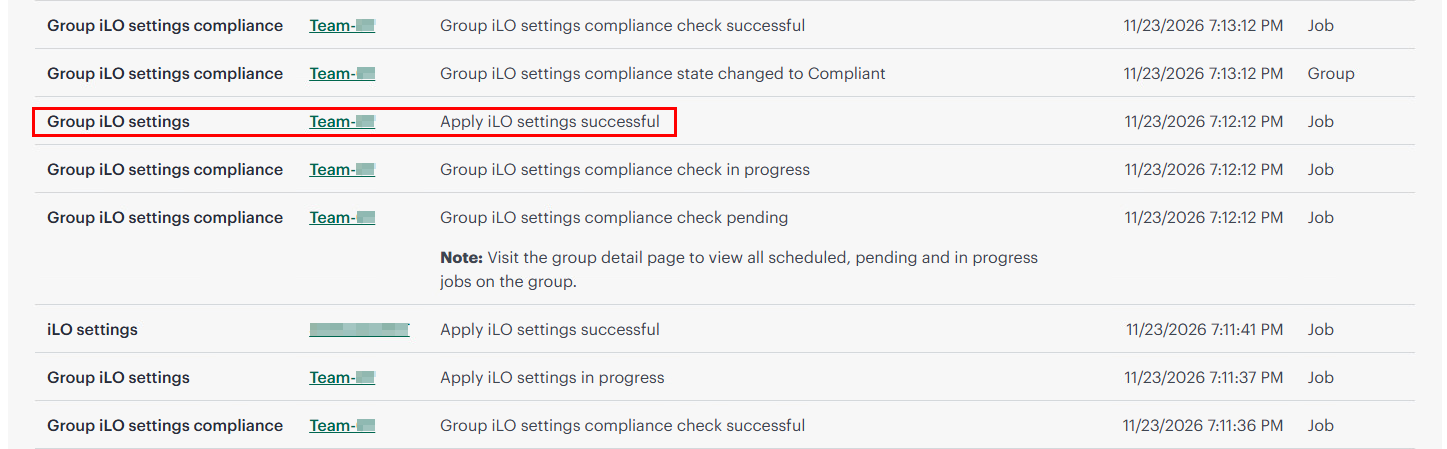 Group iLO settings compliance Team- Group iLO settings compliance check successful 11/23/2026 7:13:12 PM Job
Group iLO settings compliance Team- Group iLO settings compliance state changed to Compliant 11/23/2026 7:13:12 PM Group
Group iLO settings Team- Apply iLO settings successful 11/23/2026 7:12:12 PM Job
Group iLO settings compliance Team- Group iLO settings compliance check in progress 11/23/2026 7:12:12 PM Job
Group iLO settings compliance Team- Group iLO settings compliance check pending 11/23/2026 7:12:12 PM Job
Note: Visit the group detail page to view all scheduled, pending and in progress
jobs on the group.
iLO settings Apply iLO settings successful 11/23/2026 7:11:41 PM Job
Group iLO settings Team- Apply iLO settings in progress 11/23/2026 7:11:37 PM Job
Group iLO settings compliance Team- Group iLO settings compliance check successful 11/23/2026 7:11:36 PM Job